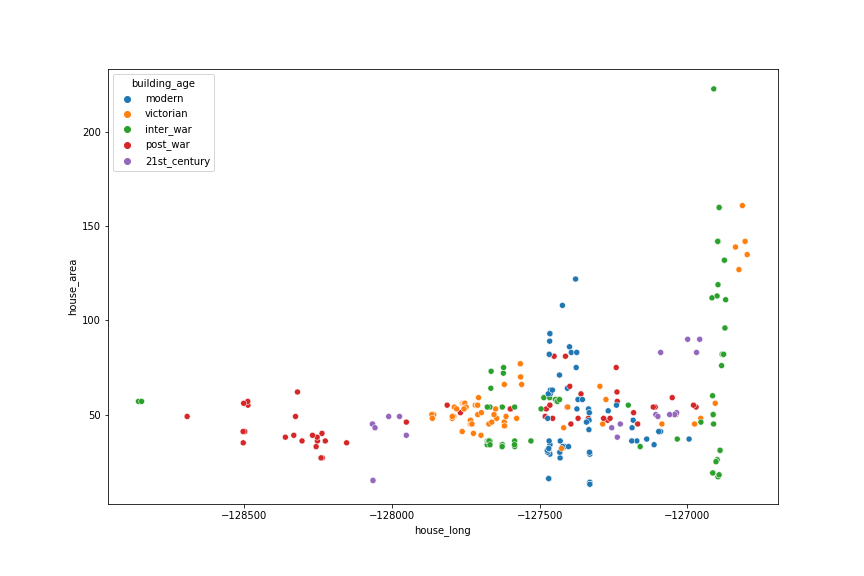 building_age
modern
victorian
inter_war
post_war
21st_century
200
150
100
50
house_area
−128500 −128000 −127500 −127000
house_long